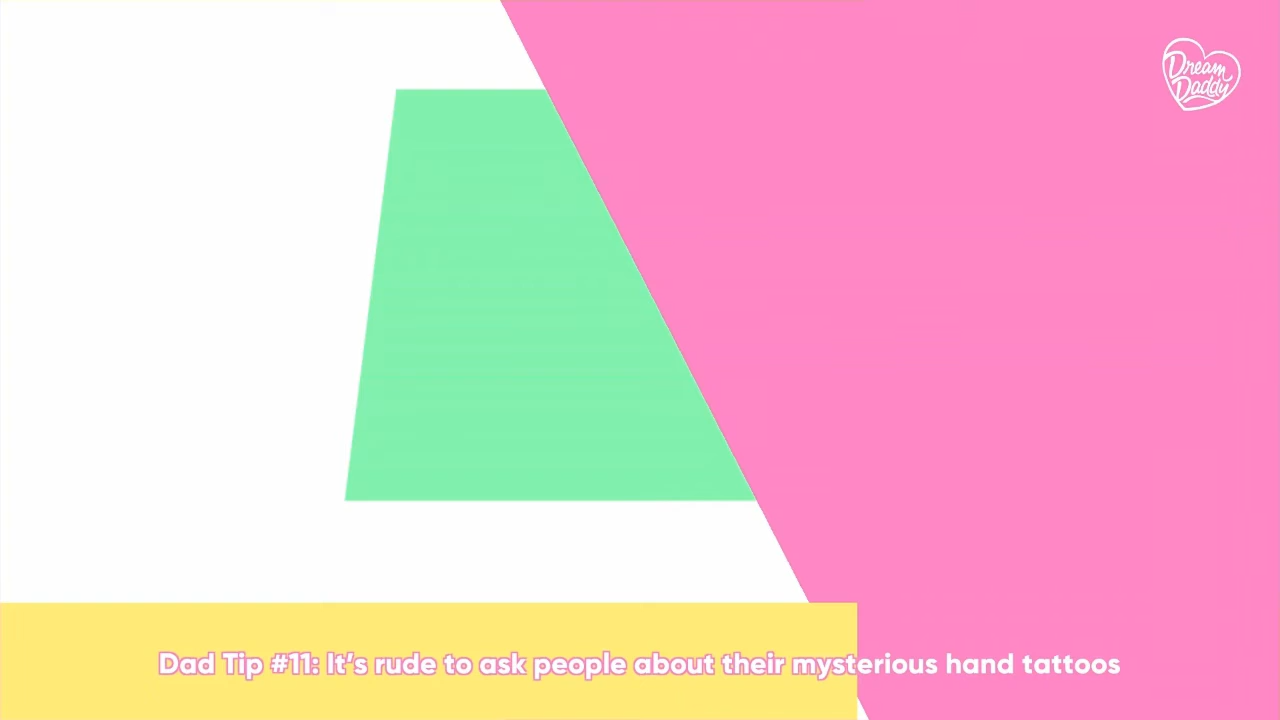 Dream
Daddy
Dad Tip #11: It's rude to ask people about their mysterious hand tattoos